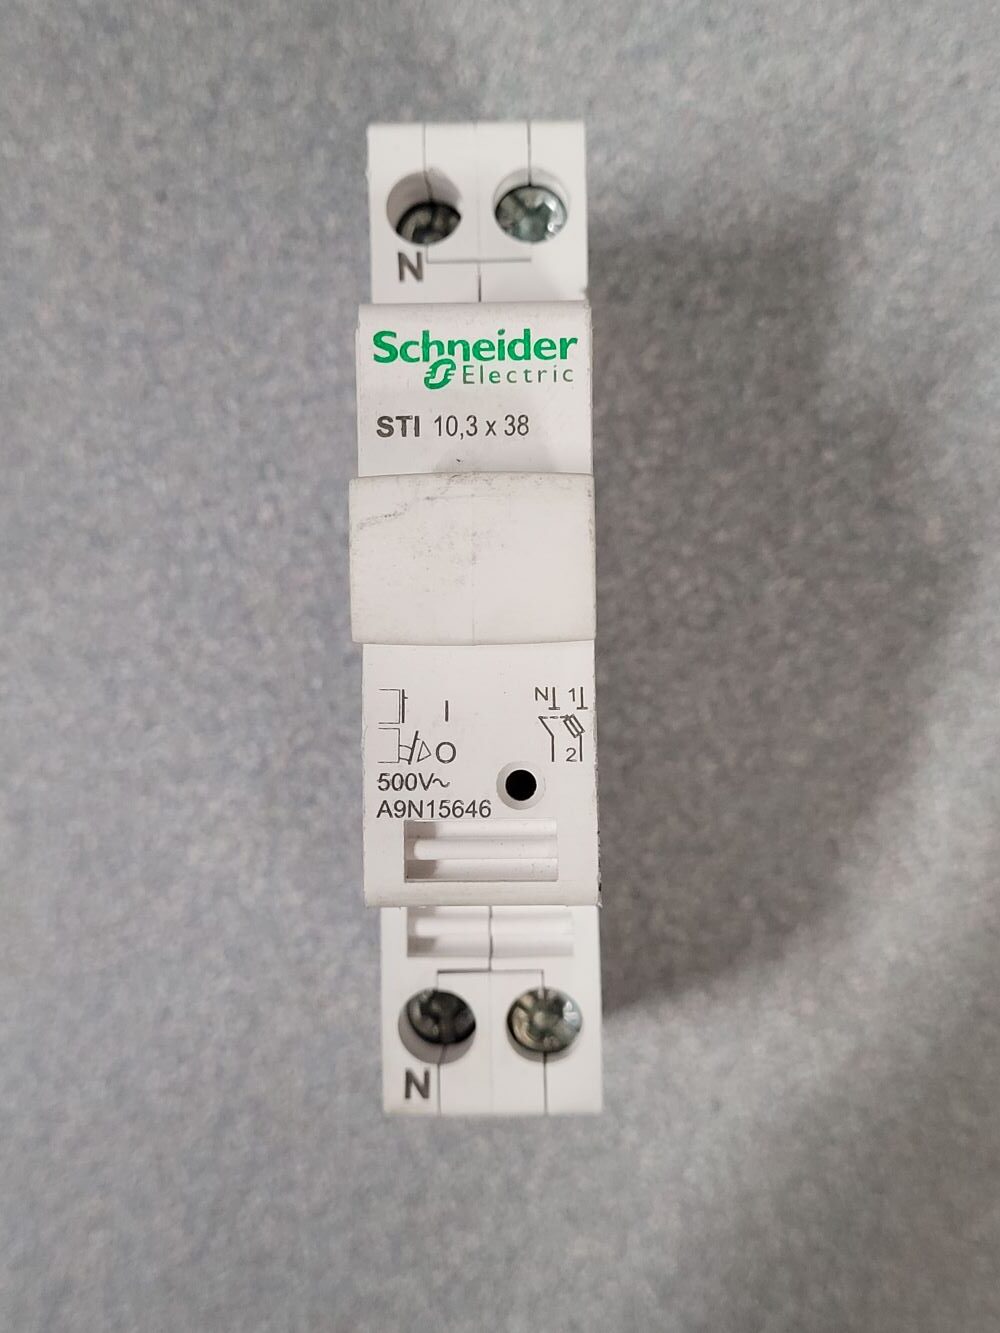 N
Schneider
Electric
STI 10,3 x 38
N 1
I
O
2
500V~
A9N15646
N